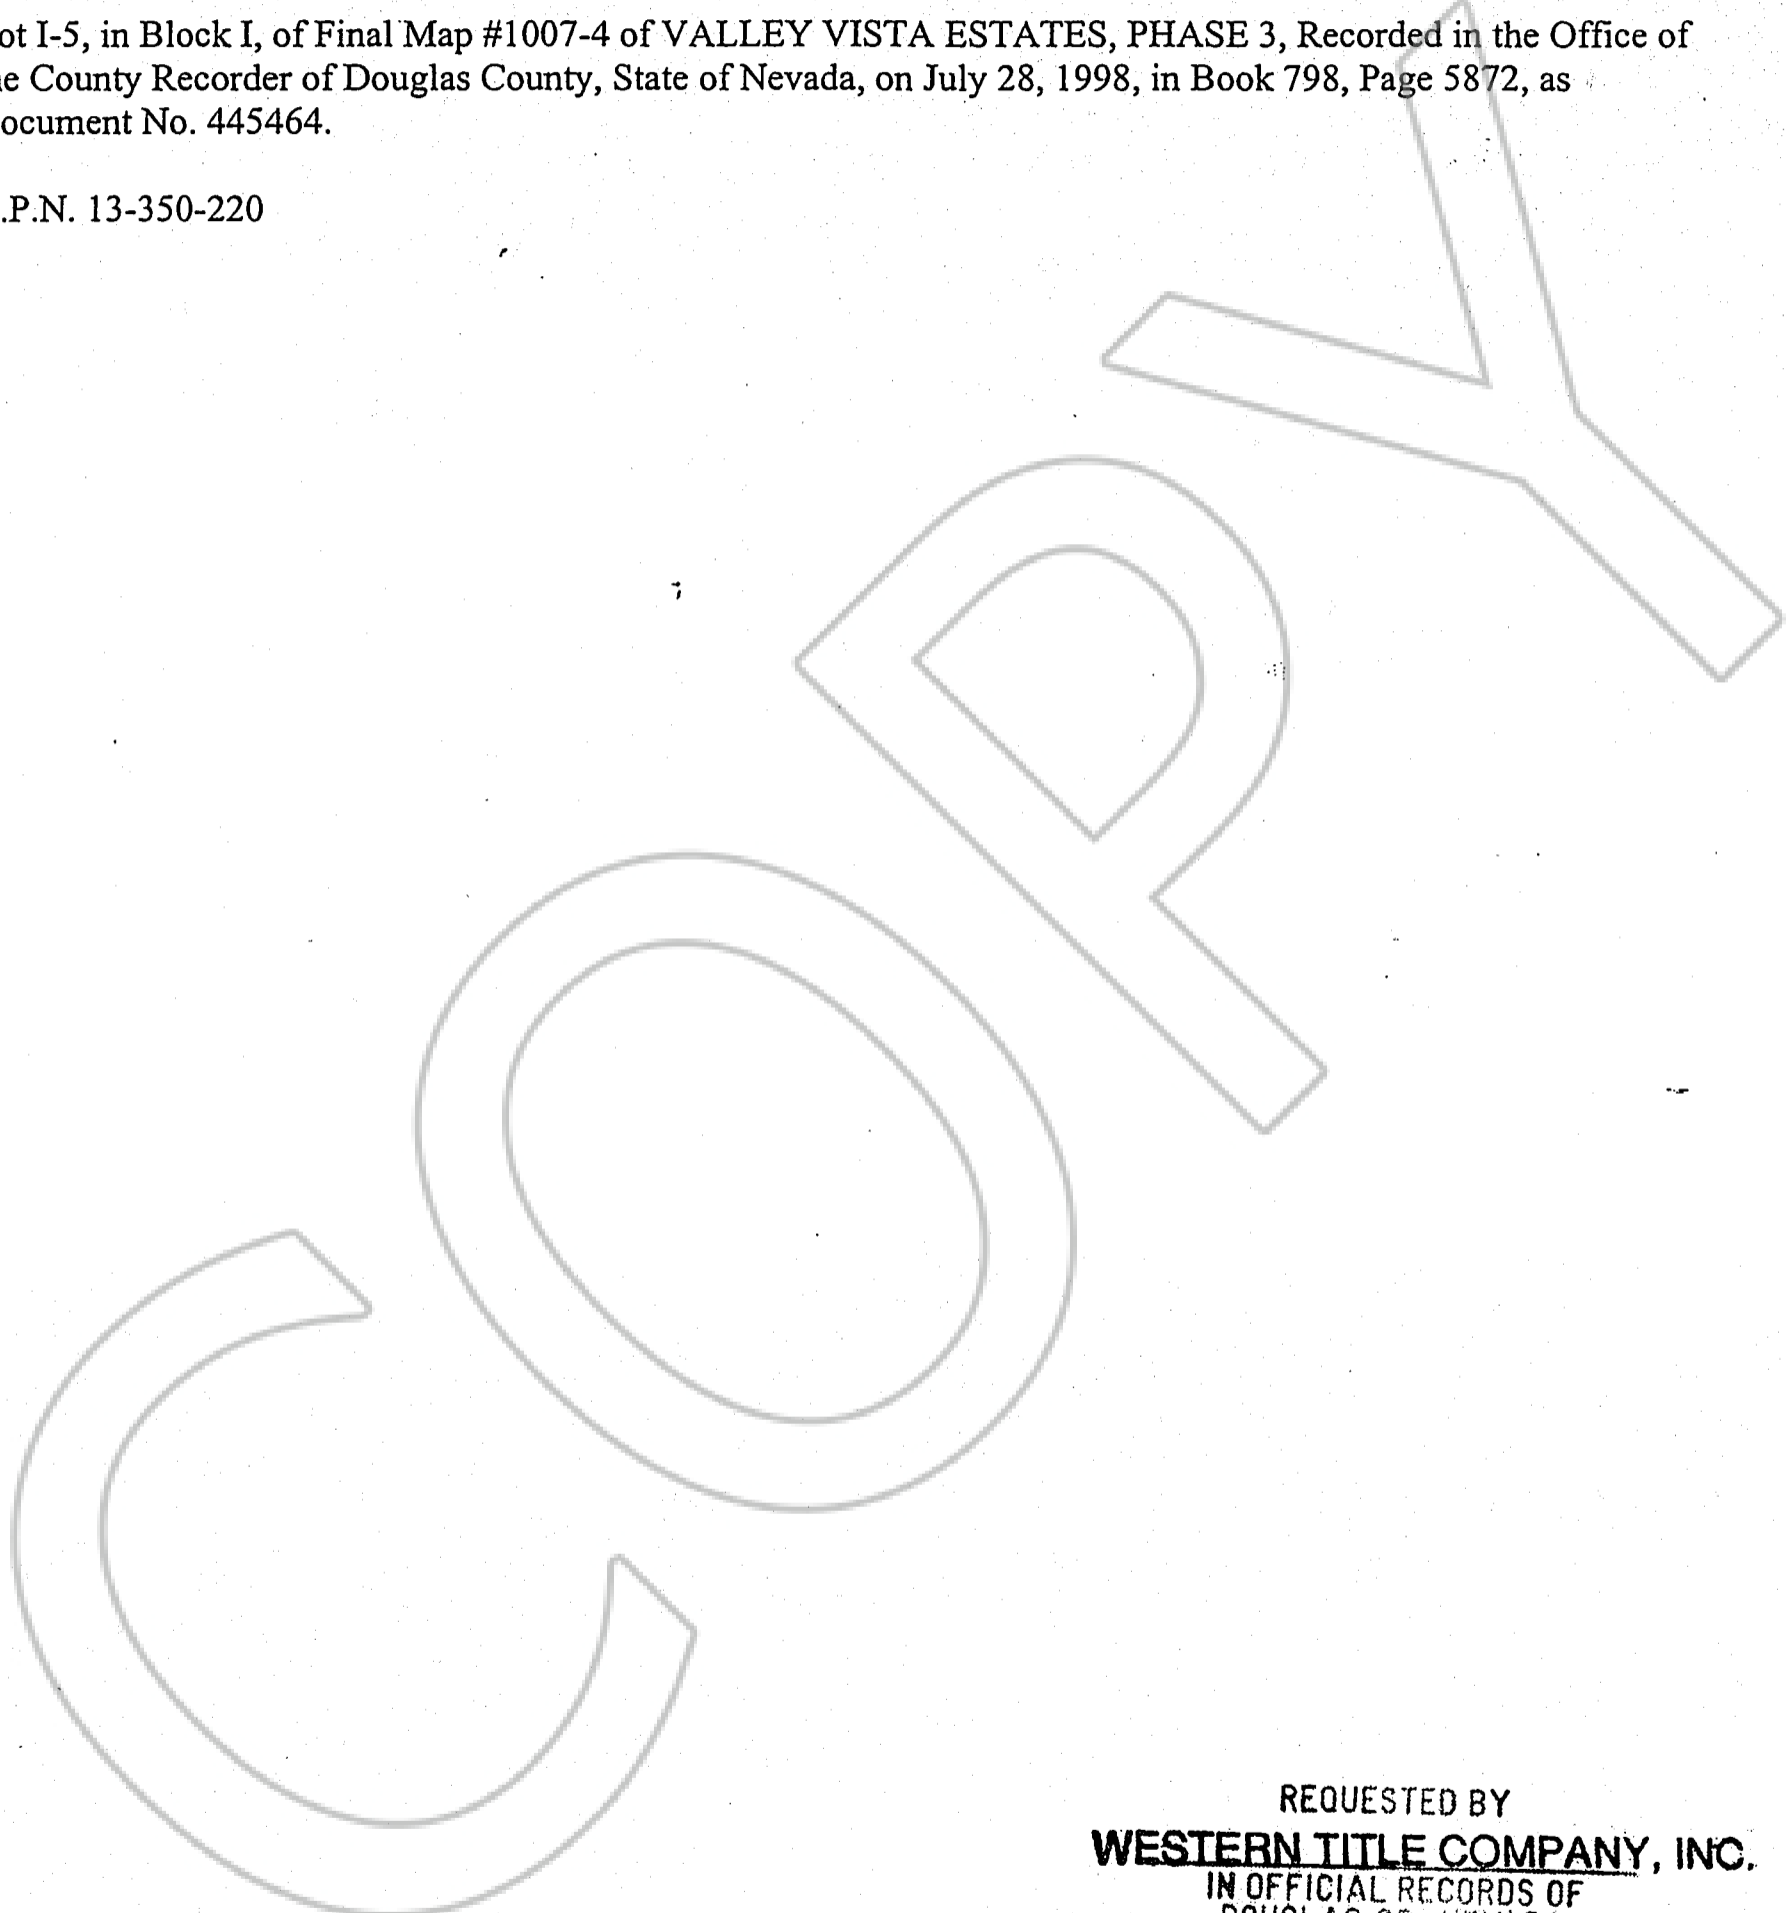 ot I-5, in Block I, of Final Map #1007-4 of VALLEY VISTA ESTATES, PHASE 3, Recorded in the Office of
e County Recorder of Douglas County, State of Nevada, on July 28, 1998, in Book 798, Page 5872, as
ocument No. 445464.
.P.N. 13-350-220
COPY
REQUESTED BY
WESTERN TITLE COMPANY, INC.
IN OFFICIAL RECORDS OF